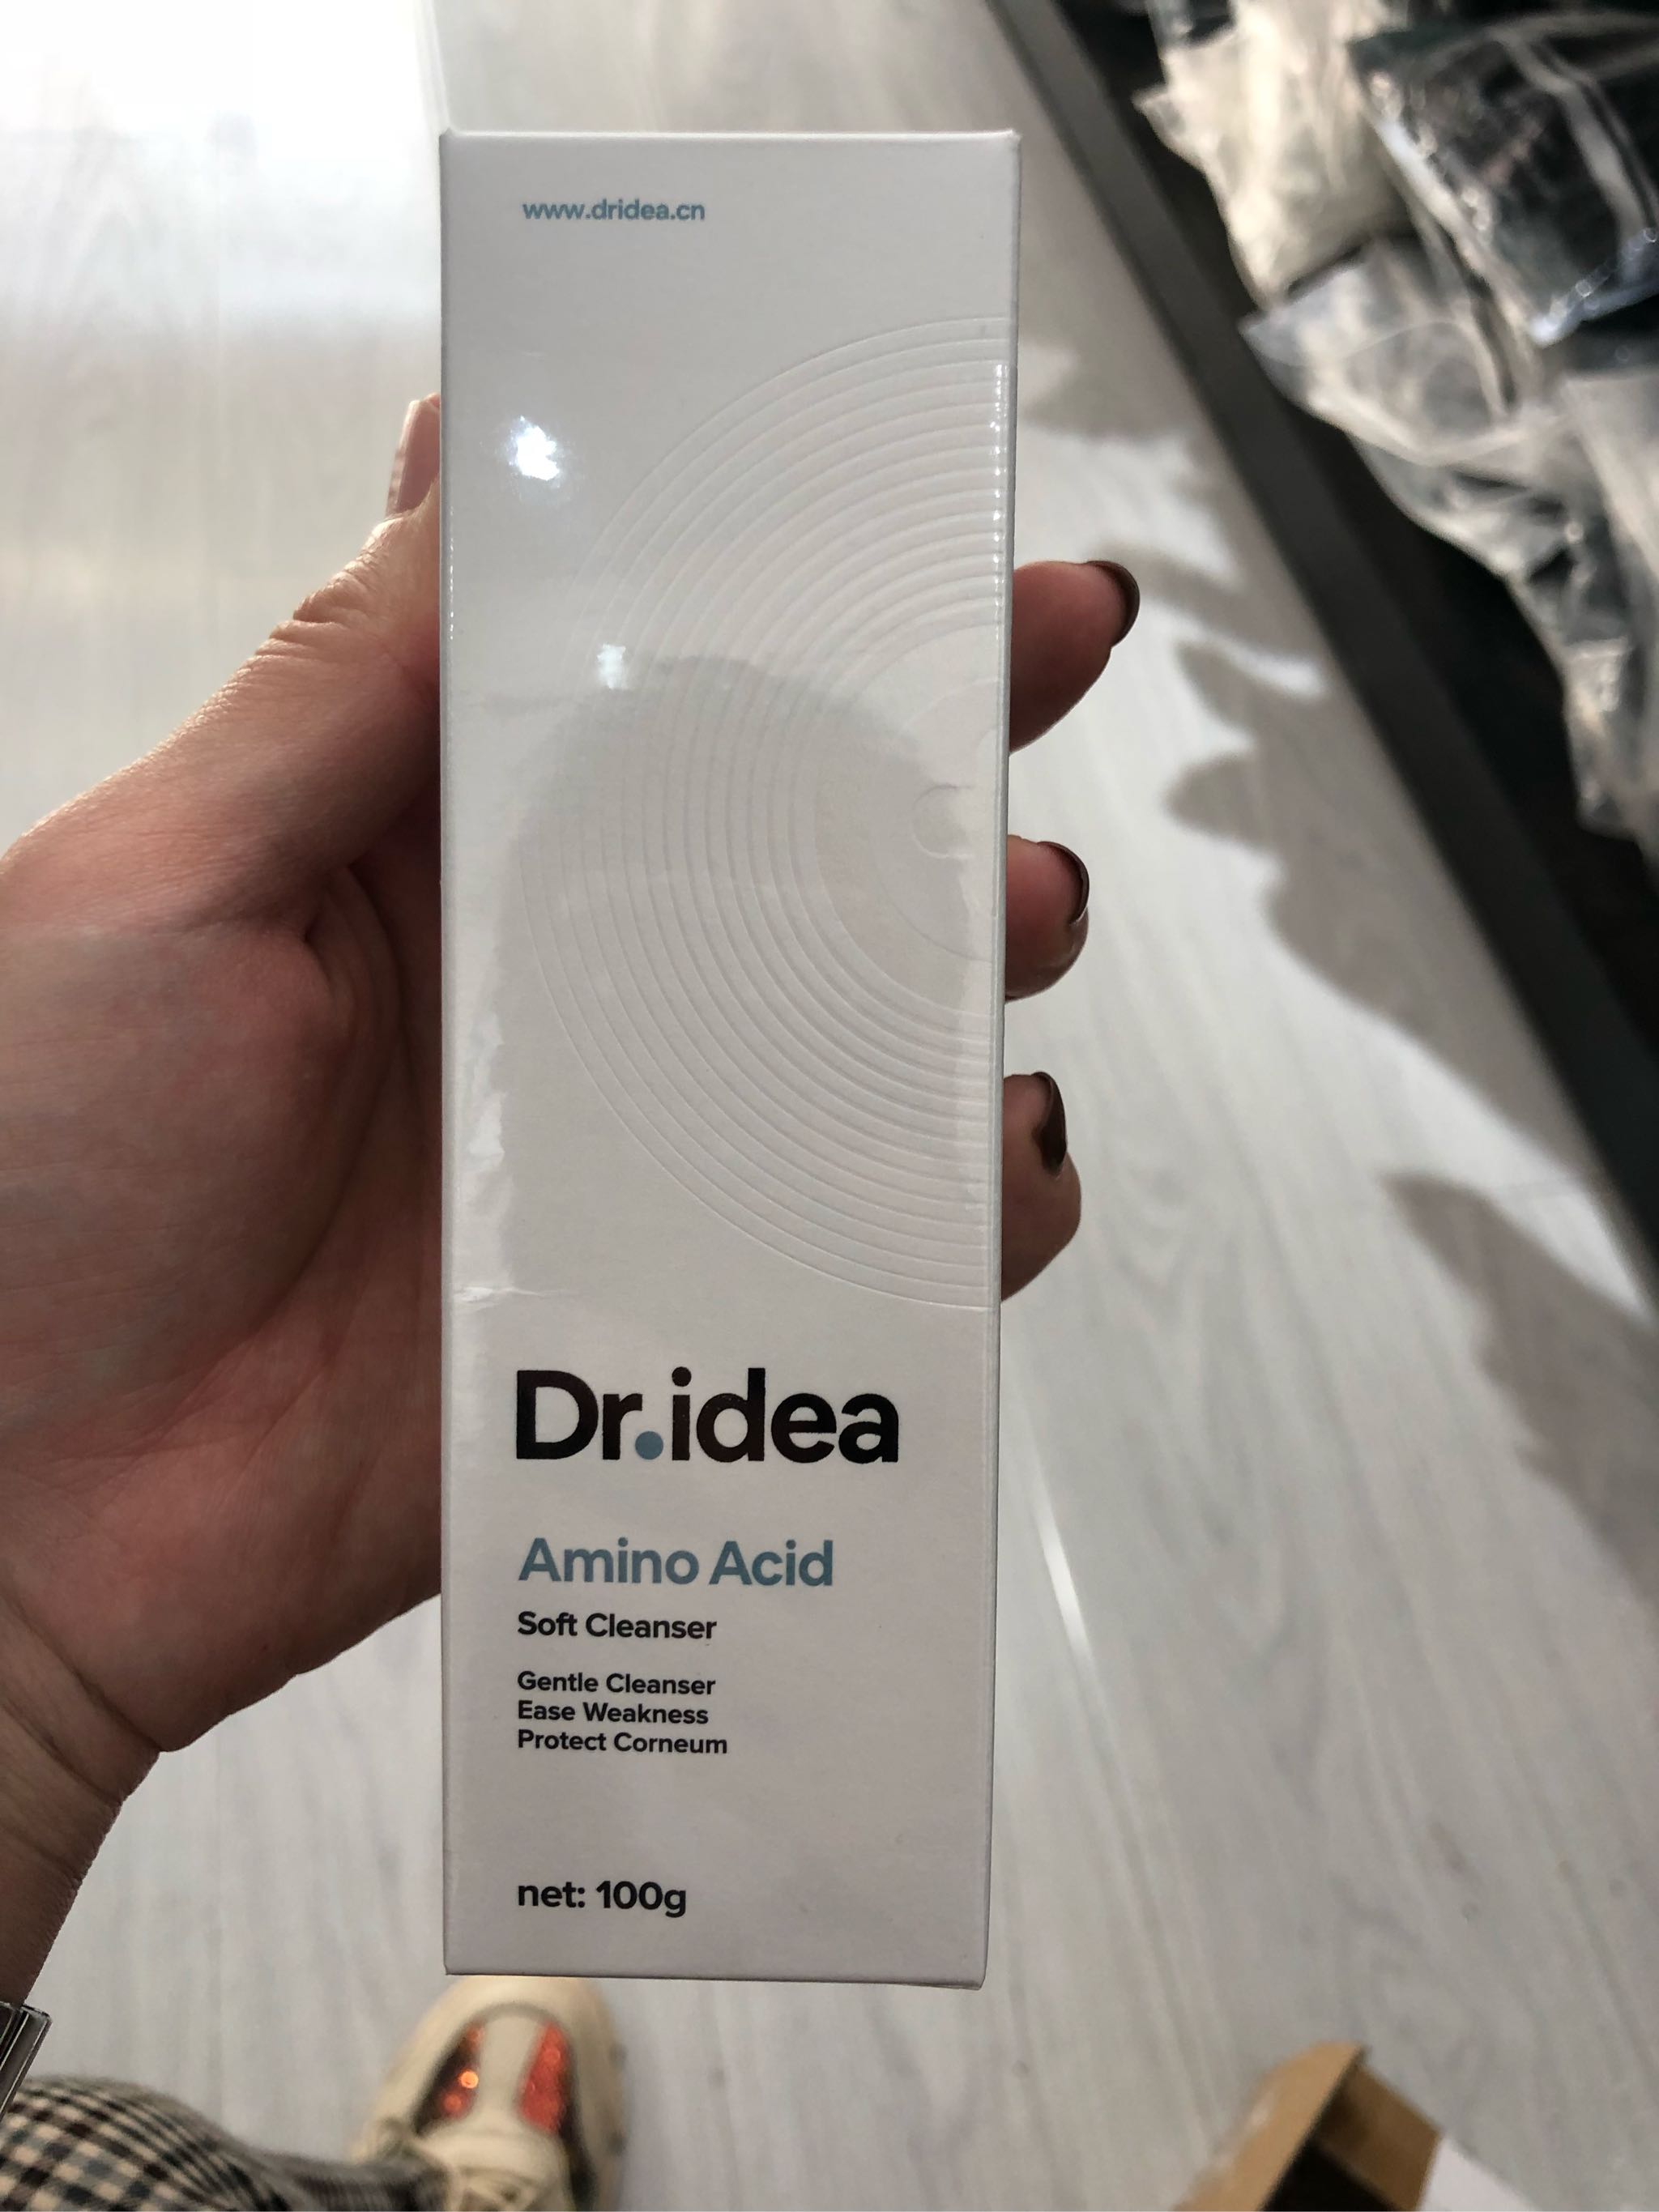 www.dridea.cn
Dr.idea
Amino Acid
Soft Cleanser
Gentle Cleanser
Ease Weakness
Protect Corneum
net: 100g